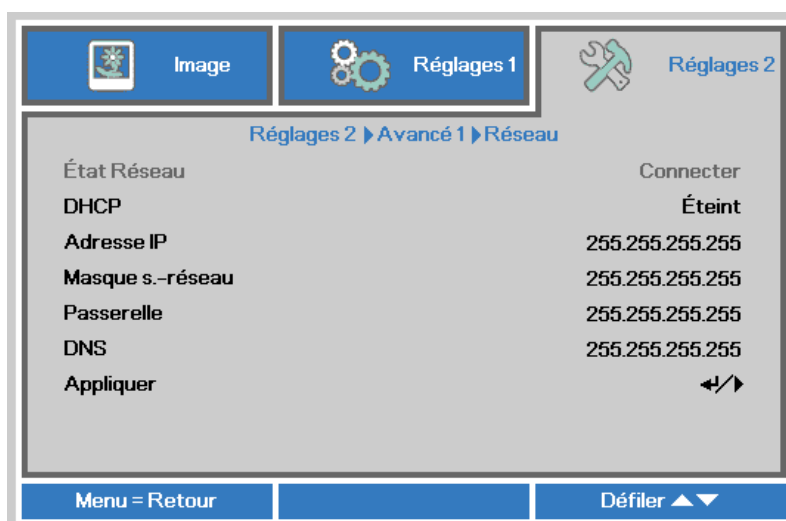 Image
Réglages 1
Réglages 2
Réglages 2 ▶ Avancé 1 ▶ Réseau
État Réseau Connecter
DHCP Éteint
Adresse IP 255.255.255.255
Masque s.-réseau 255.255.255.255
Passerelle 255.255.255.255
DNS 255.255.255.255
Appliquer ↵/▶
Menu = Retour
Défiler ▲▼